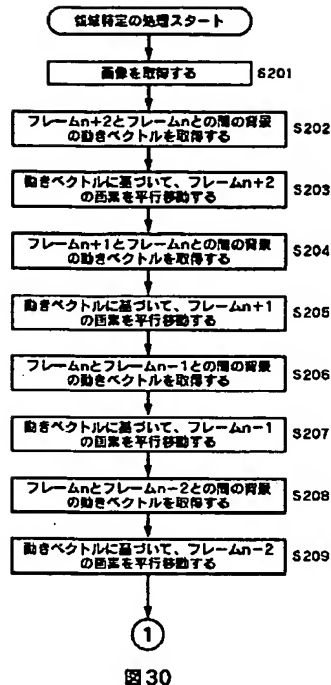 領域特定の処理スタート
画像を取得する
S201
フレームn+2とフレームnとの間の背景
の動きベクトルを取得する
S202
動きベクトルに基づいて、フレームn+2
の画素を平行移動する
S203
フレームn+1とフレームnとの間の背景
の動きベクトルを取得する
S204
動きベクトルに基づいて、フレームn+1
の画素を平行移動する
S205
フレームnとフレームn-1との間の背景
の動きベクトルを取得する
S206
動きベクトルに基づいて、フレームn-1
の画素を平行移動する
S207
フレームnとフレームn-2との間の背景
の動きベクトルを取得する
S208
動きベクトルに基づいて、フレームn-2
の画素を平行移動する
S209
1
図30